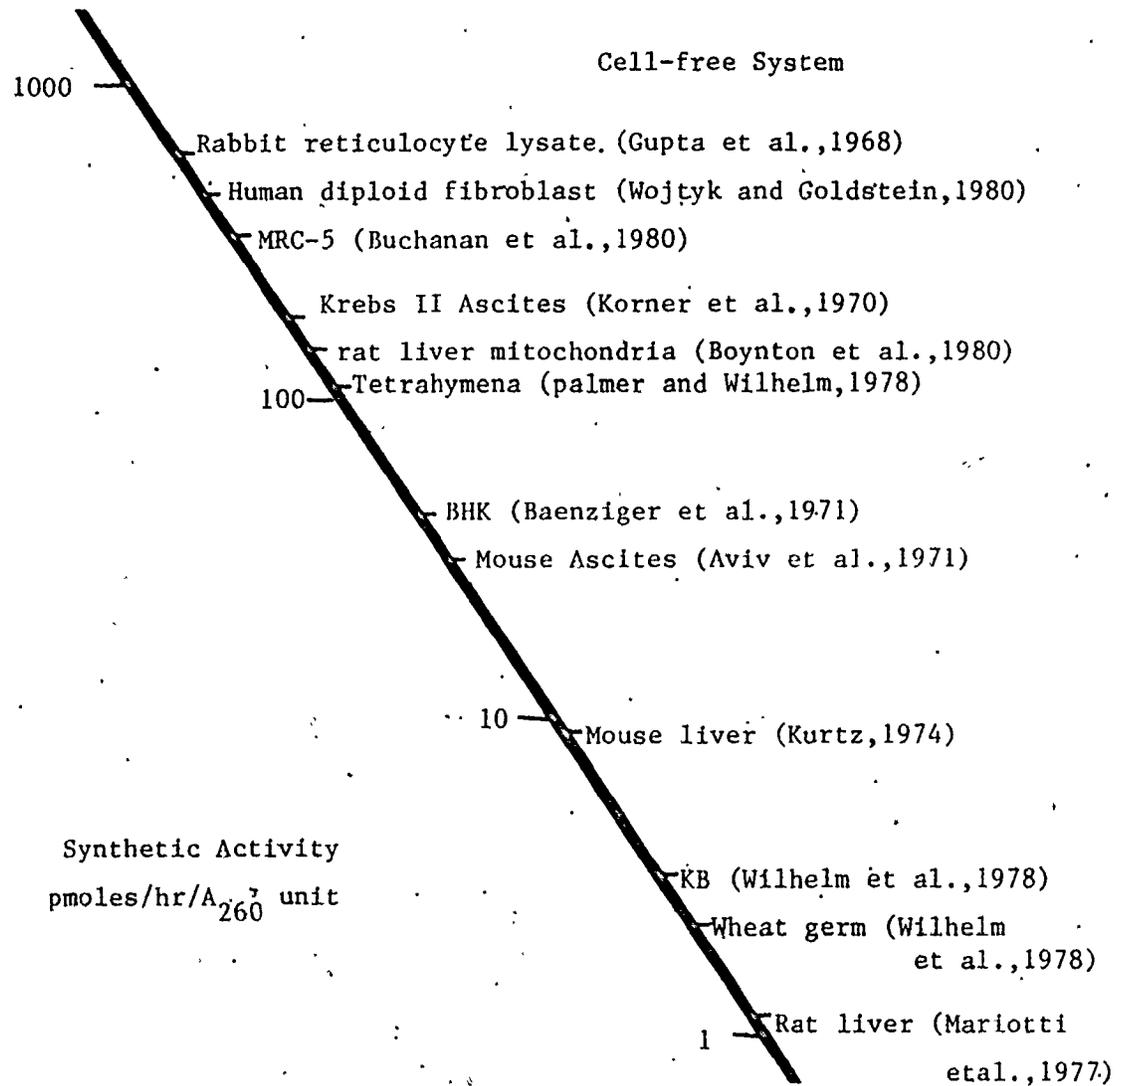 Cell-free System
1000
Rabbit reticulocyte lysate. (Gupta et al.,1968)
Human diploid fibroblast (Wojtyk and Goldstein,1980)
MRC-5 (Buchanan et al.,1980)
Krebs II Ascites (Korner et al.,1970)
rat liver mitochondria (Boynton et al.,1980)
Tetrahymena (palmer and Wilhelm,1978)
100
BHK (Baenziger et al.,1971)
Mouse Ascites (Aviv et al.,1971)
10
Mouse liver (Kurtz,1974)
Synthetic Activity
pmoles/hr/A260 unit
KB (Wilhelm et al.,1978)
Wheat germ (Wilhelm
et al.,1978)
Rat liver (Mariotti
1
etal.,1977)